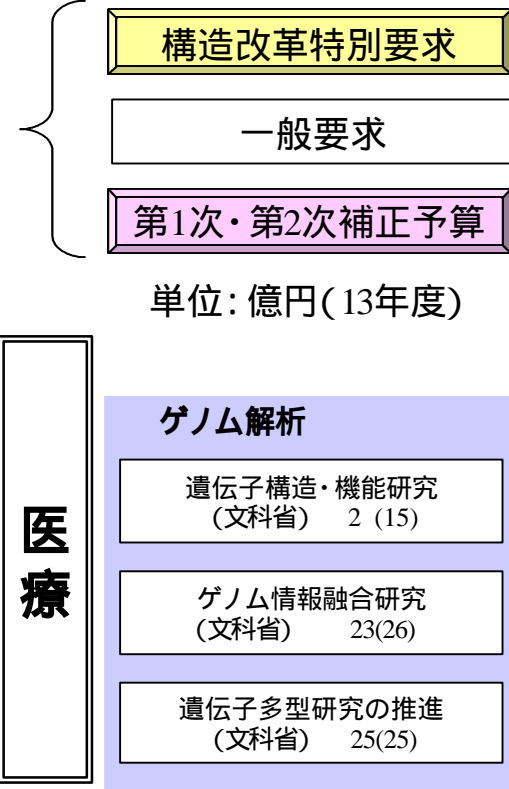 構造改革特別要求
一般要求
第1次・第2次補正予算
単位:億円(13年度)
医療
ゲノム解析
遺伝子構造・機能研究
(文科省) 2 (15)
ゲノム情報融合研究
(文科省) 23(26)
遺伝子多型研究の推進
(文科省) 25(25)